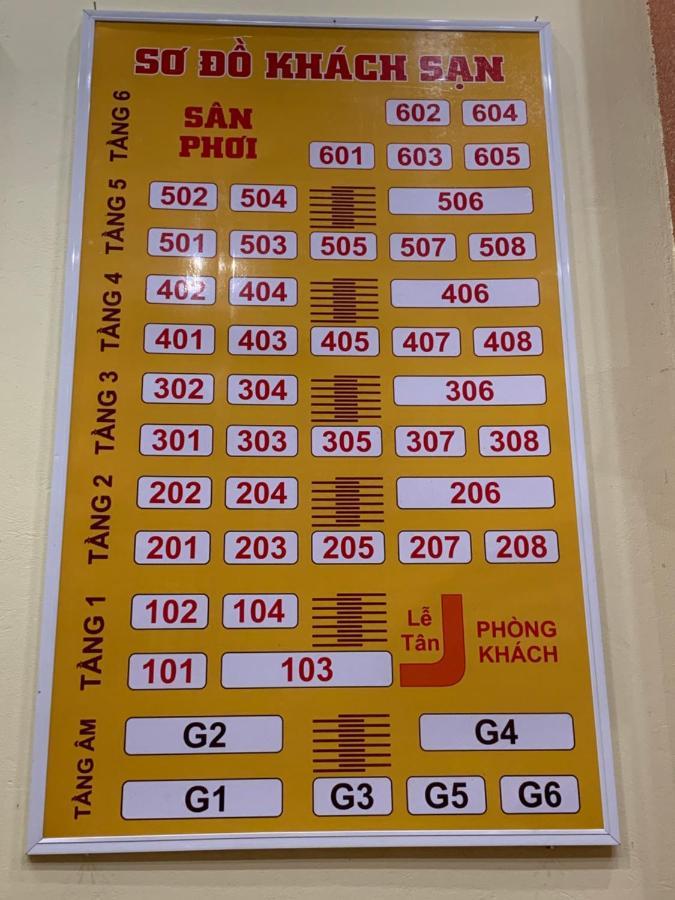 SƠ ĐỒ KHÁCH SẠN
TẦNG 6
SÂN
PHƠI
602 604
601 603 605
TẦNG 5
502 504 506
501 503 505 507 508
TẦNG 4
402 404 406
401 403 405 407 408
TẦNG 3
302 304 306
301 303 305 307 308
TẦNG 2
202 204 206
201 203 205 207 208
TẦNG 1
102 104
101 103
Lễ
Tân
PHÒNG
KHÁCH
TẦNG ÂM
G2 G4
G1 G3 G5 G6